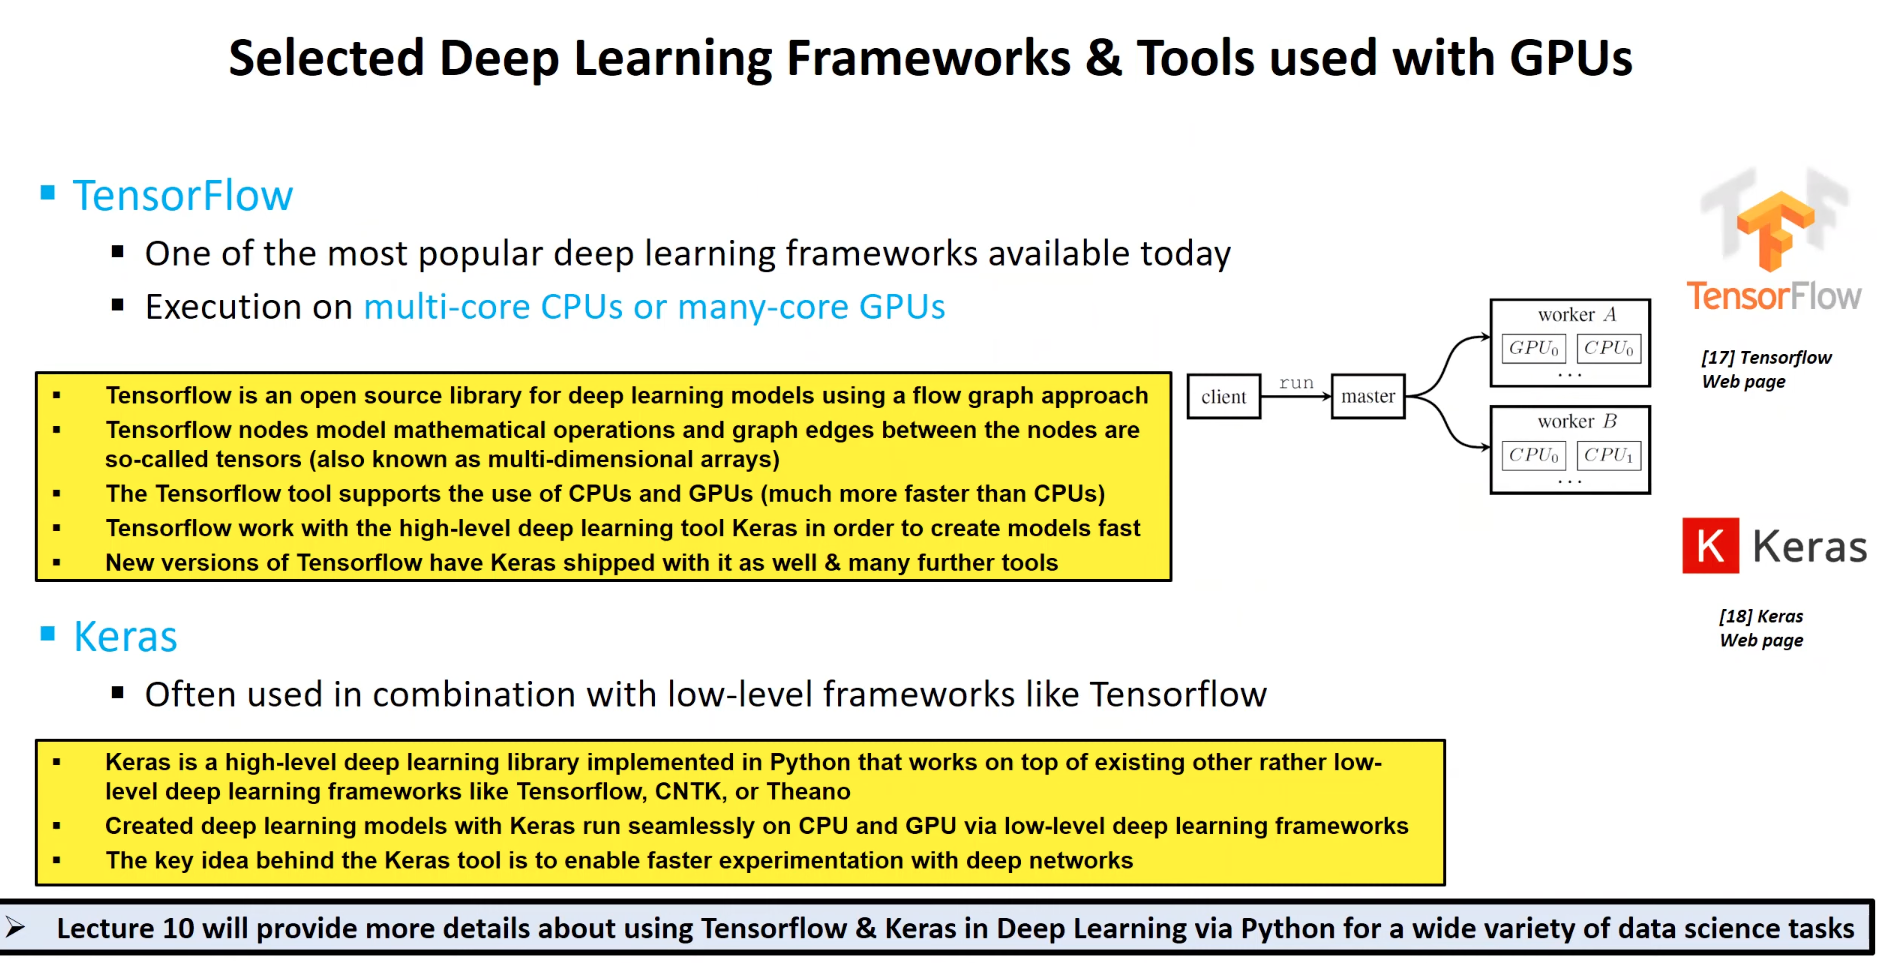 Selected Deep Learning Frameworks & Tools used with GPUs
▪ TensorFlow
▪ One of the most popular deep learning frameworks available today
▪ Execution on multi-core CPUs or many-core GPUs
▪ Tensorflow is an open source library for deep learning models using a flow graph approach
▪ Tensorflow nodes model mathematical operations and graph edges between the nodes are
so-called tensors (also known as multi-dimensional arrays)
▪ The Tensorflow tool supports the use of CPUs and GPUs (much more faster than CPUs)
▪ Tensorflow work with the high-level deep learning tool Keras in order to create models fast
▪ New versions of Tensorflow have Keras shipped with it as well & many further tools
client
run
master
worker A
GPU₀ CPU₀
...
worker B
CPU₀ CPU₁
...
TensorFlow
[17] Tensorflow
Web page
K Keras
[18] Keras
Web page
▪ Keras
▪ Often used in combination with low-level frameworks like Tensorflow
▪ Keras is a high-level deep learning library implemented in Python that works on top of existing other rather low-
level deep learning frameworks like Tensorflow, CNTK, or Theano
▪ Created deep learning models with Keras run seamlessly on CPU and GPU via low-level deep learning frameworks
▪ The key idea behind the Keras tool is to enable faster experimentation with deep networks
➢ Lecture 10 will provide more details about using Tensorflow & Keras in Deep Learning via Python for a wide variety of data science tasks